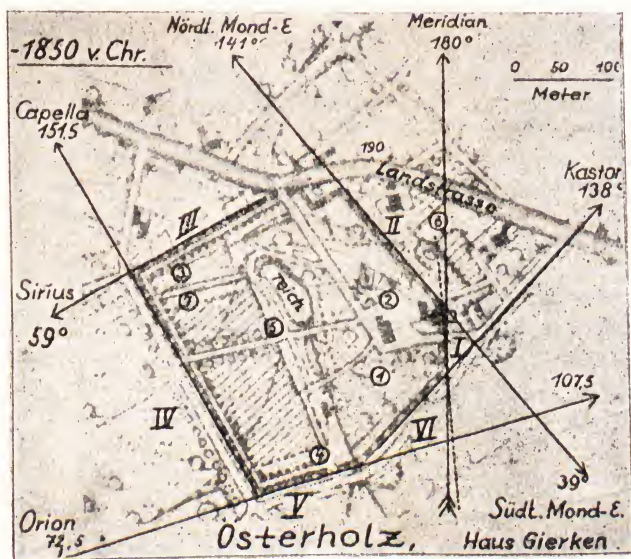 -1850 v. Chr.
Nördl. Mond-E
141°
Meridian
180°
0 50 100
Meter
Capella
151,5
Kastor
138°
190
Landstrasse
III
II
6
3
7
Teich
2
5
Sirius
59°
I
1
107,5
IV
VI
4
39°
V
Südl. Mond-E.
Orion
72,5°
Osterholz, Haus Gierken